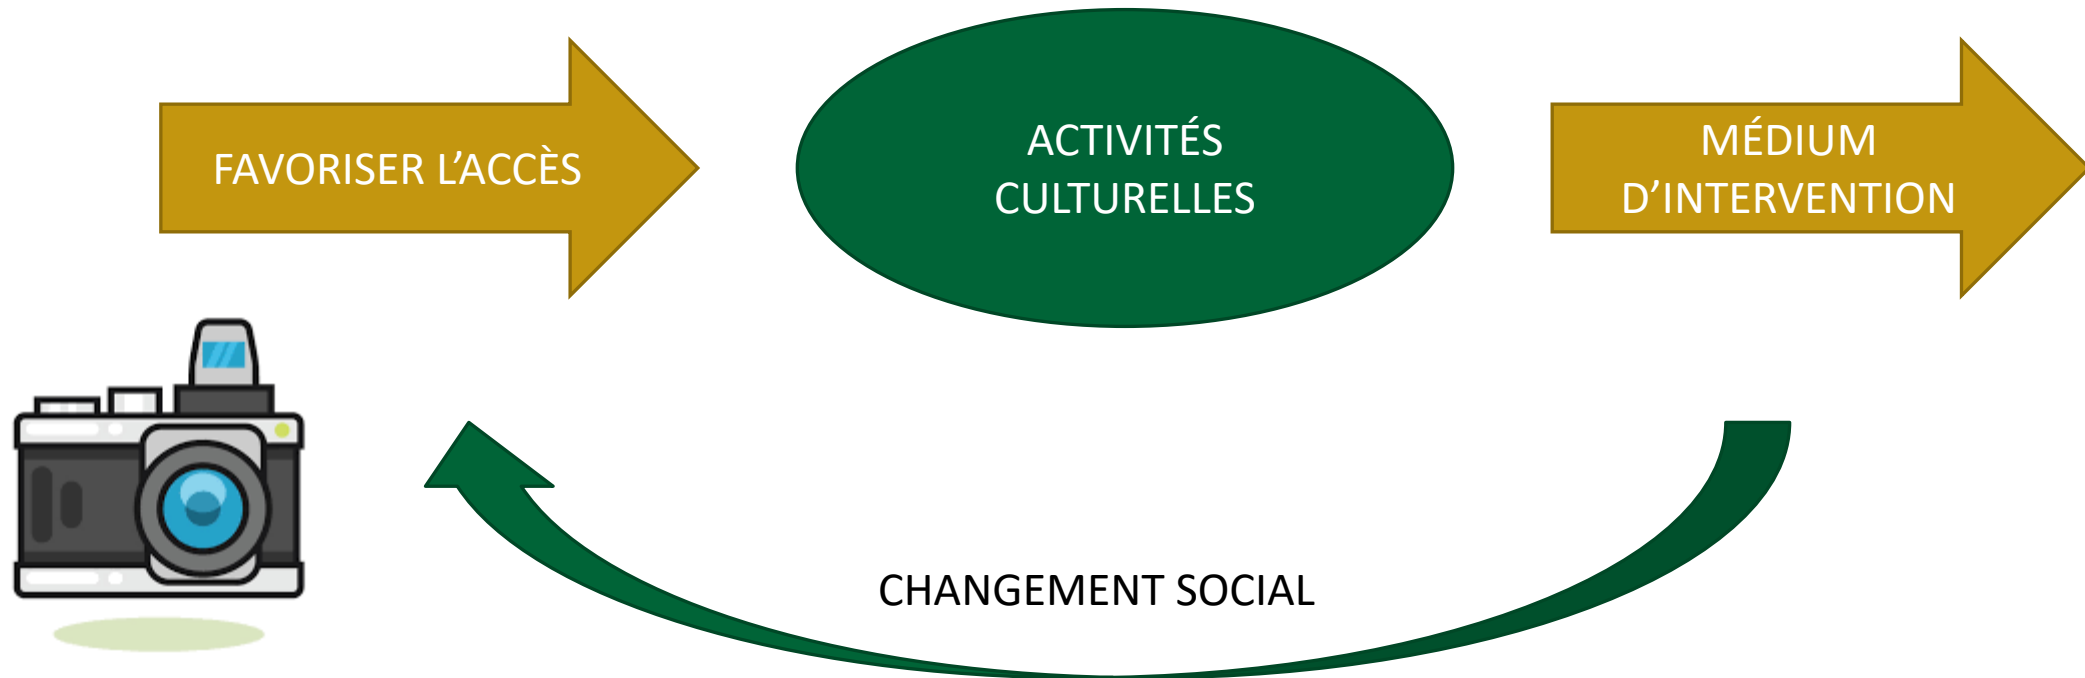 FAVORISER L’ACCÈS
ACTIVITÉS
CULTURELLES
MÉDIUM
D’INTERVENTION
CHANGEMENT SOCIAL